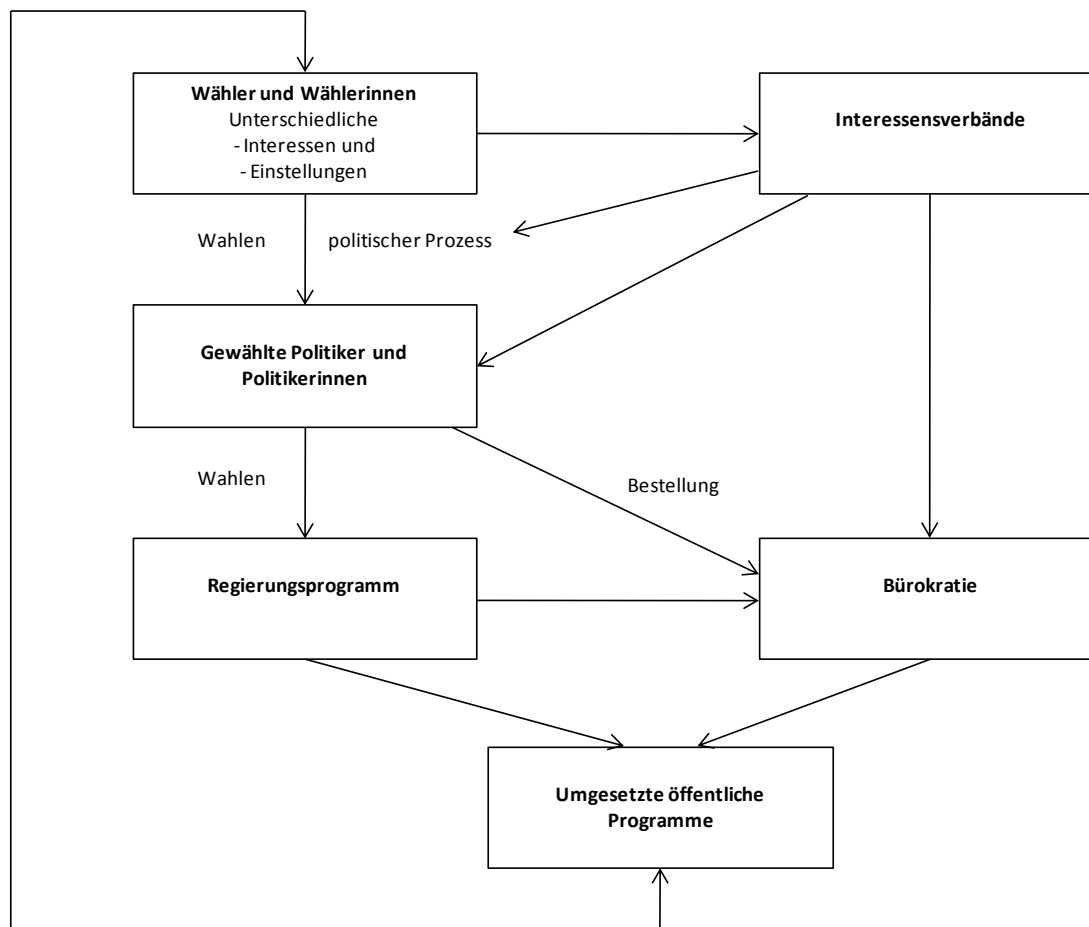 Wähler und Wählerinnen
Unterschiedliche
- Interessen und
- Einstellungen
Interessensverbände
Wahlen
politischer Prozess
Gewählte Politiker und
Politikerinnen
Wahlen
Bestellung
Regierungsprogramm
Bürokratie
Umgesetzte öffentliche
Programme